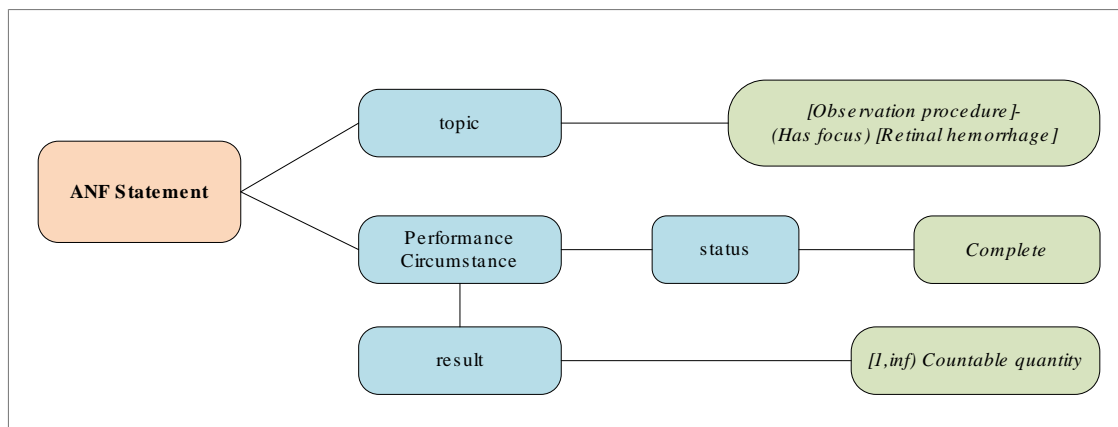 topic
[Observation procedure]-
(Has focus) [Retinal hemorrhage]
ANF Statement
Performance
Circumstance
status
Complete
result
[1,inf) Countable quantity